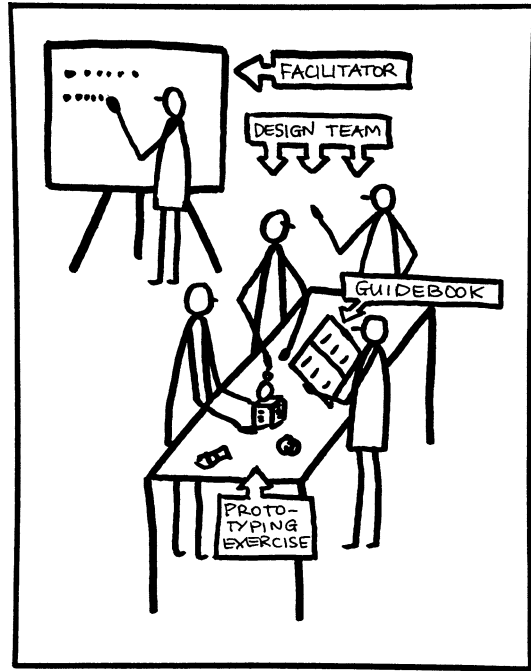 FACILITATOR
DESIGN TEAM
GUIDEBOOK
PROTO-
TYPING
EXERCISE